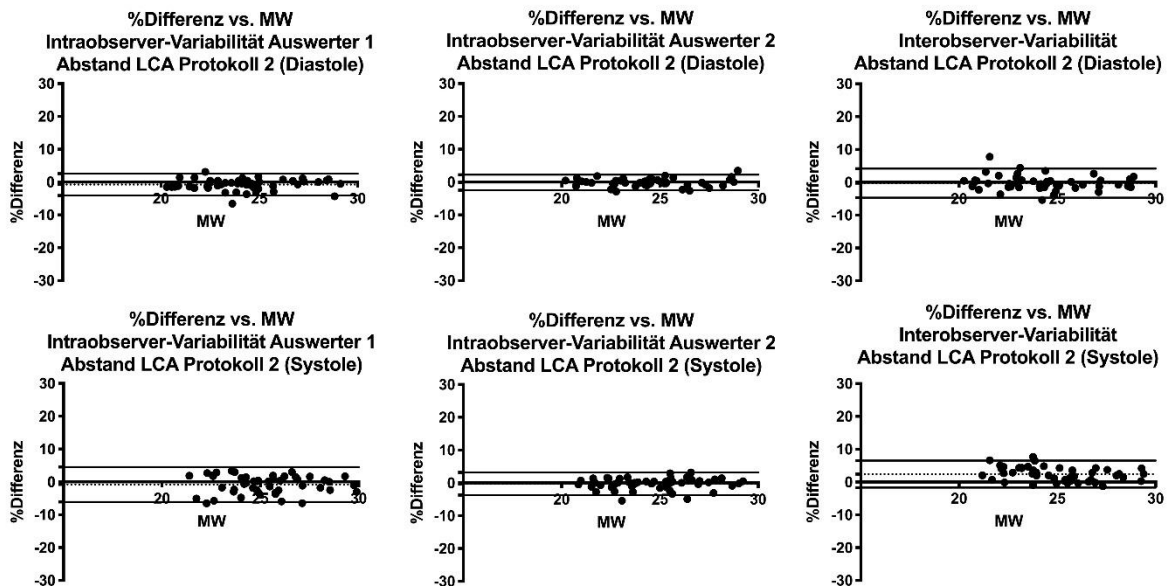 %Differenz vs. MW
Intraobserver-Variabilität Auswerter 1
Abstand LCA Protokoll 2 (Diastole)
30
20
10
0
-10
-20
-30
%Differenz
20
25
30
MW
%Differenz vs. MW
Intraobserver-Variabilität Auswerter 2
Abstand LCA Protokoll 2 (Diastole)
30
20
10
0
-10
-20
-30
%Differenz
20
25
30
MW
%Differenz vs. MW
Interobserver-Variabilität
Abstand LCA Protokoll 2 (Diastole)
30
20
10
0
-10
-20
-30
%Differenz
20
25
30
MW
%Differenz vs. MW
Intraobserver-Variabilität Auswerter 1
Abstand LCA Protokoll 2 (Systole)
30
20
10
0
-10
-20
-30
%Differenz
20
25
30
MW
%Differenz vs. MW
Intraobserver-Variabilität Auswerter 2
Abstand LCA Protokoll 2 (Systole)
30
20
10
0
-10
-20
-30
%Differenz
20
25
30
MW
%Differenz vs. MW
Interobserver-Variabilität
Abstand LCA Protokoll 2 (Systole)
30
20
10
0
-10
-20
-30
%Differenz
20
25
30
MW